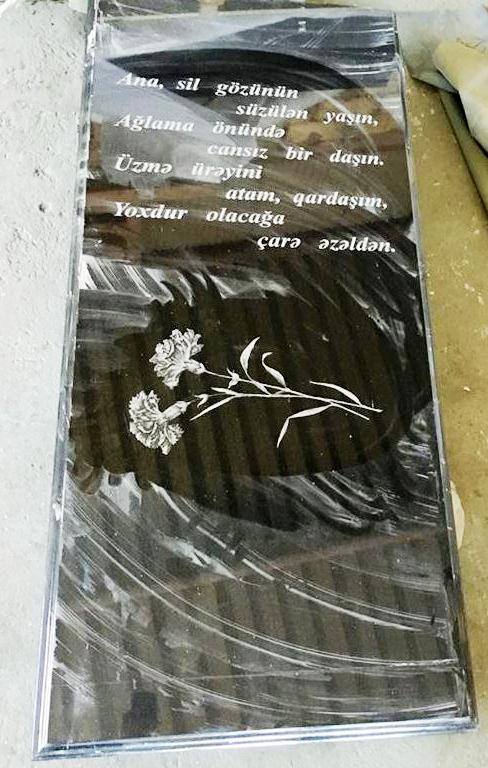 Ana, sil gözünün
süzülən yaşın,
Ağlama önündə
cansız bir daşın.
Üzmə ürəyini
atam, qardaşım,
Yoxdur olacağa
çarə əzəldən.